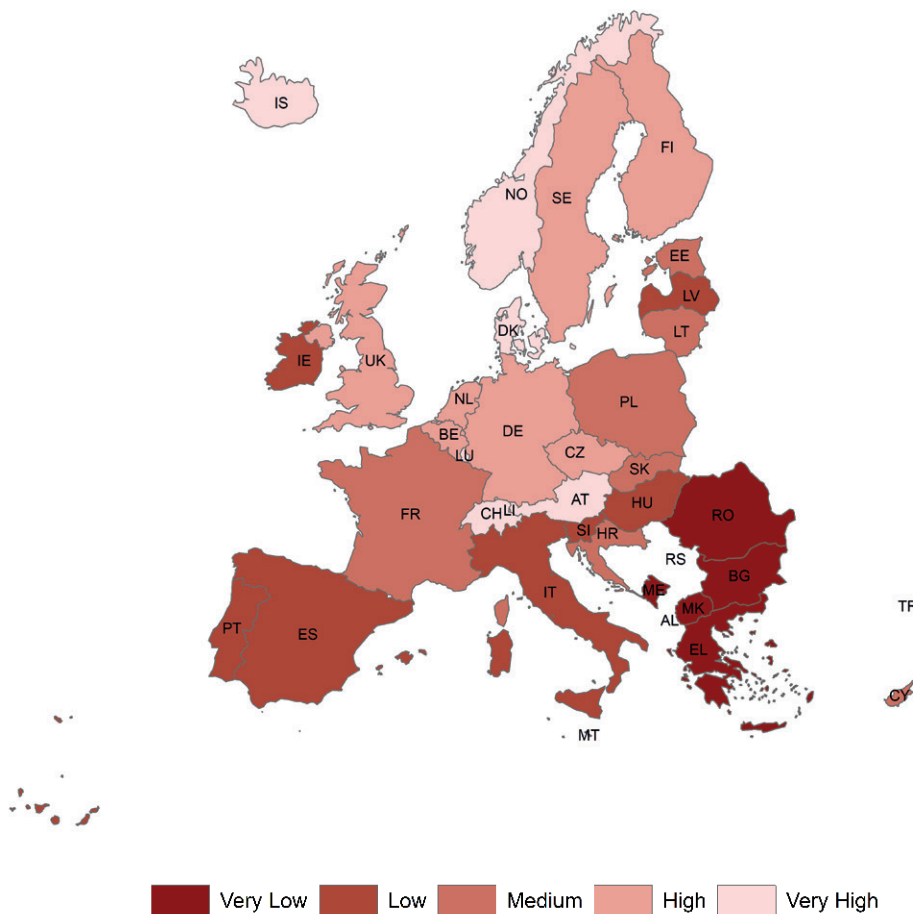 IS
FI
NO
SE
EE
LV
DK
LT
IE
UK
NL
PL
BE
DE
LU
CZ
SK
AT
HU
CH
LI
FR
RO
SI
HR
RS
BG
IT
ME
MK
AL
PT
ES
EL
CY
MT
Very Low
Low
Medium
High
Very High